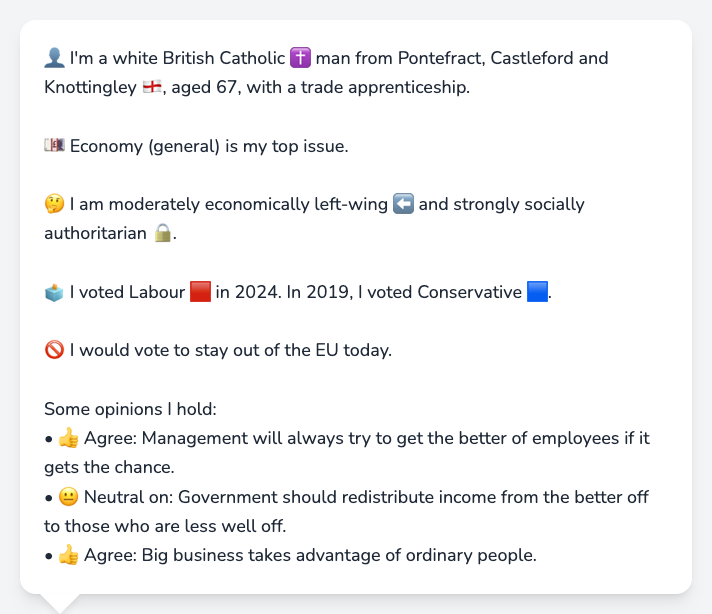 👤 I'm a white British Catholic ✝️ man from Pontefract, Castleford and
Knottingley 🏴󠁧󠁢󠁥󠁮󠁧󠁿, aged 67, with a trade apprenticeship.
💷 Economy (general) is my top issue.
🤔 I am moderately economically left-wing ⬅️ and strongly socially
authoritarian 🔒.
🗳️ I voted Labour 🟥 in 2024. In 2019, I voted Conservative 🟦.
🚫 I would vote to stay out of the EU today.
Some opinions I hold:
• 👍 Agree: Management will always try to get the better of employees if it
gets the chance.
• 😐 Neutral on: Government should redistribute income from the better off
to those who are less well off.
• 👍 Agree: Big business takes advantage of ordinary people.